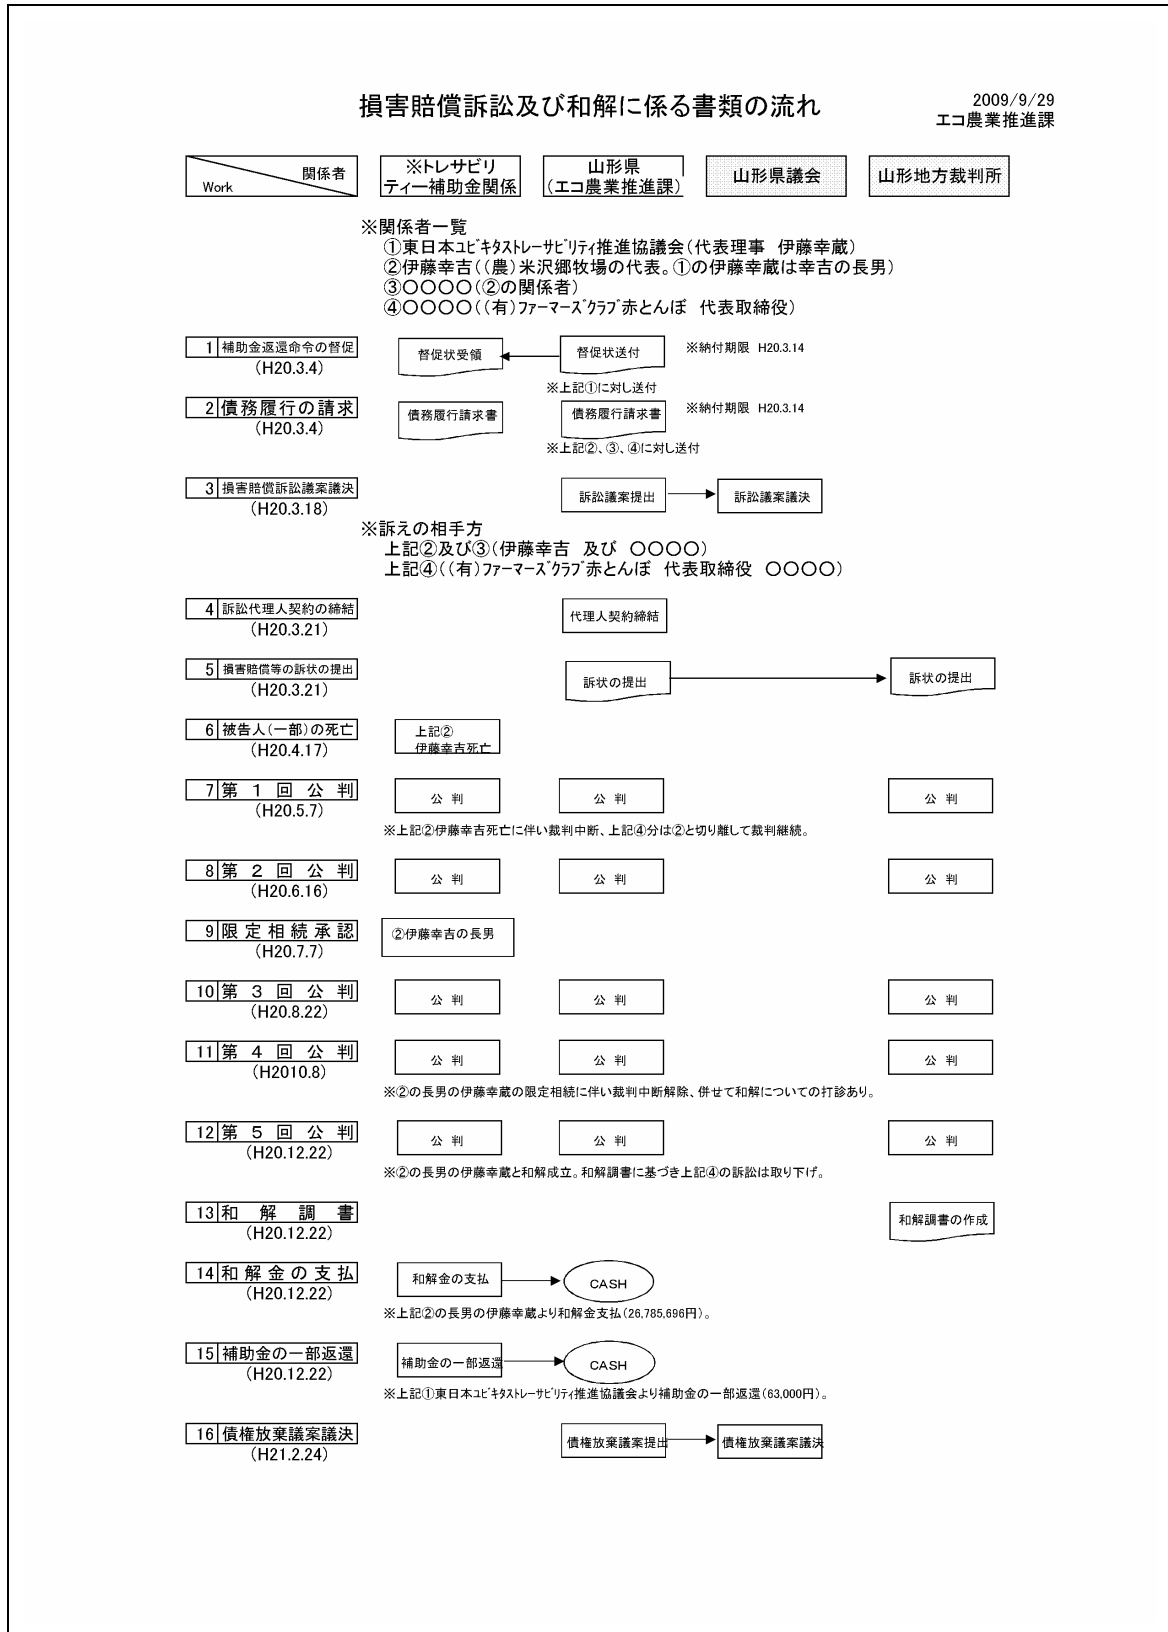 損害賠償訴訟及び和解に係る書類の流れ
2009/9/29
エコ農業推進課
関係者
Work
※トレサビリ
ティー補助金関係
山形県
(エコ農業推進課)
山形県議会
山形地方裁判所
※関係者一覧
①東日本ユビキタストレーサビリティ推進協議会(代表理事 伊藤幸蔵)
②伊藤幸吉((農)米沢郷牧場の代表。①の伊藤幸蔵は幸吉の長男)
③〇〇〇〇(②の関係者)
④〇〇〇〇((有)ファーマーズクラブ赤とんぼ 代表取締役)
1 補助金返還命令の督促
(H20.3.4)
督促状受領
督促状送付
※納付期限 H20.3.14
※上記①に対し送付
2 債務履行の請求
(H20.3.4)
債務履行請求書
債務履行請求書
※納付期限 H20.3.14
※上記②、③、④に対し送付
3 損害賠償訴訟議案議決
(H20.3.18)
訴訟議案提出
訴訟議案議決
※訴えの相手方
上記②及び③(伊藤幸吉 及び 〇〇〇〇)
上記④((有)ファーマーズクラブ赤とんぼ 代表取締役 〇〇〇〇)
4 訴訟代理人契約の締結
(H20.3.21)
代理人契約締結
5 損害賠償等の訴状の提出
(H20.3.21)
訴状の提出
訴状の提出
6 被告人(一部)の死亡
(H20.4.17)
上記②
伊藤幸吉死亡
7 第1回公判
(H20.5.7)
公判
公判
公判
※上記②伊藤幸吉死亡に伴い裁判中断、上記④分は②と切り離して裁判継続。
8 第2回公判
(H20.6.16)
公判
公判
公判
9 限定相続承認
(H20.7.7)
②伊藤幸吉の長男
10 第3回公判
(H20.8.22)
公判
公判
公判
11 第4回公判
(H2010.8)
公判
公判
公判
※②の長男の伊藤幸蔵の限定相続に伴い裁判中断解除、併せて和解についての打診あり。
12 第5回公判
(H20.12.22)
公判
公判
公判
※②の長男の伊藤幸蔵と和解成立。和解調書に基づき上記④の訴訟は取り下げ。
13 和解調書
(H20.12.22)
和解調書の作成
14 和解金の支払
(H20.12.22)
和解金の支払
CASH
※上記②の長男の伊藤幸蔵より和解金支払(26,785,696円)。
15 補助金の一部返還
(H20.12.22)
補助金の一部返還
CASH
※上記①東日本ユビキタストレーサビリティ推進協議会より補助金の一部返還(63,000円)。
16 債権放棄議案議決
(H21.2.24)
債権放棄議案提出
債権放棄議案議決